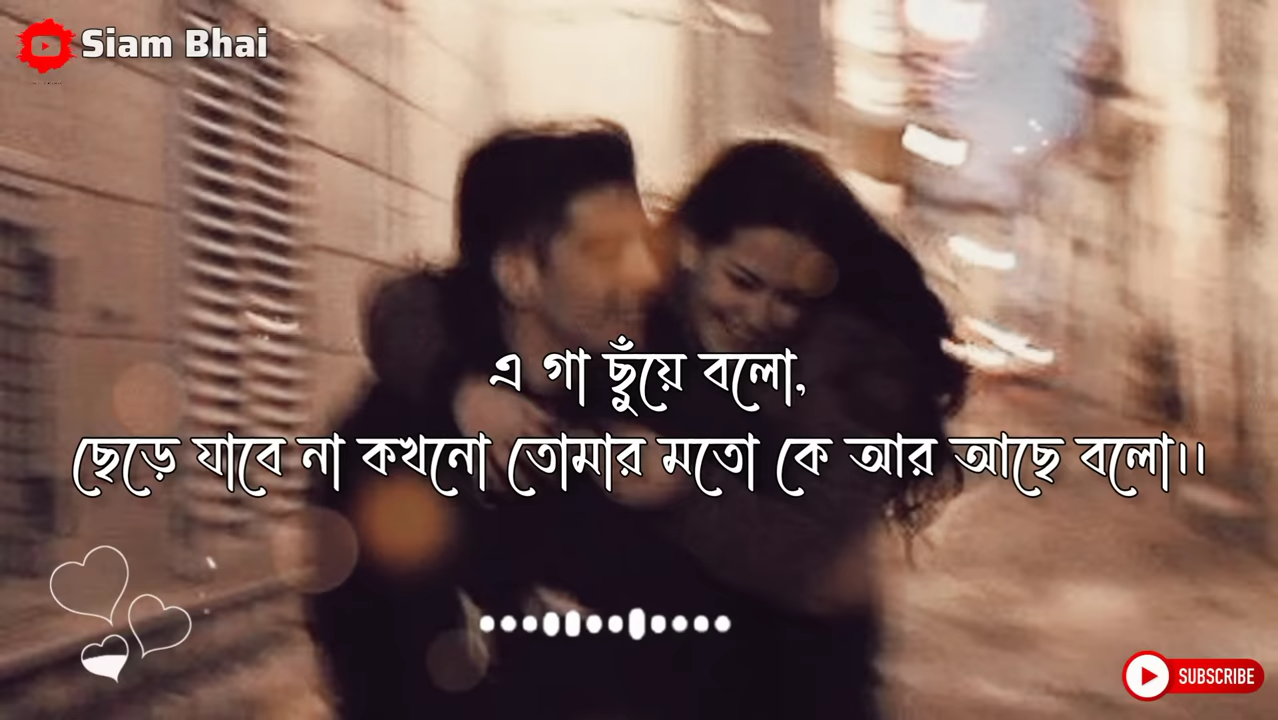 Siam Bhai
এ গা ছুঁয়ে বলো,
ছেড়ে যাবে না কখনো তোমার মতো কে আর আছে বলো।।
SUBSCRIBE